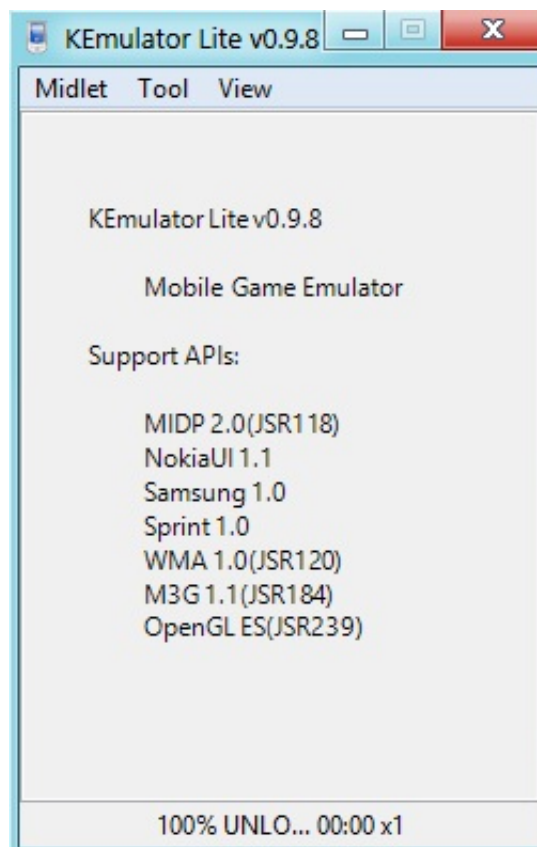 KEmulator Lite v0.9.8
Midlet Tool View
KEmulator Lite v0.9.8
Mobile Game Emulator
Support APIs:
MIDP 2.0(JSR118)
NokiaUI 1.1
Samsung 1.0
Sprint 1.0
WMA 1.0(JSR120)
M3G 1.1(JSR184)
OpenGL ES(JSR239)
100% UNLO... 00:00 x1